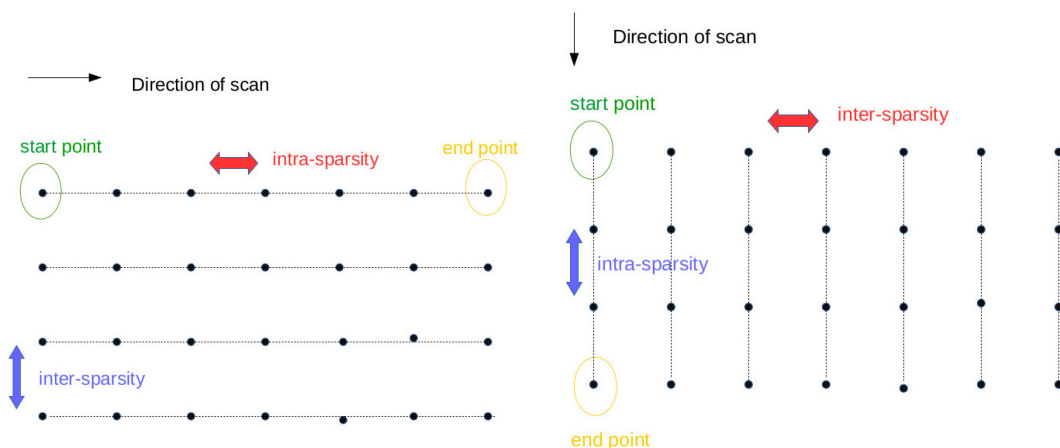 Direction of scan
start point
intra-sparsity
end point
inter-sparsity
Direction of scan
start point
inter-sparsity
intra-sparsity
end point